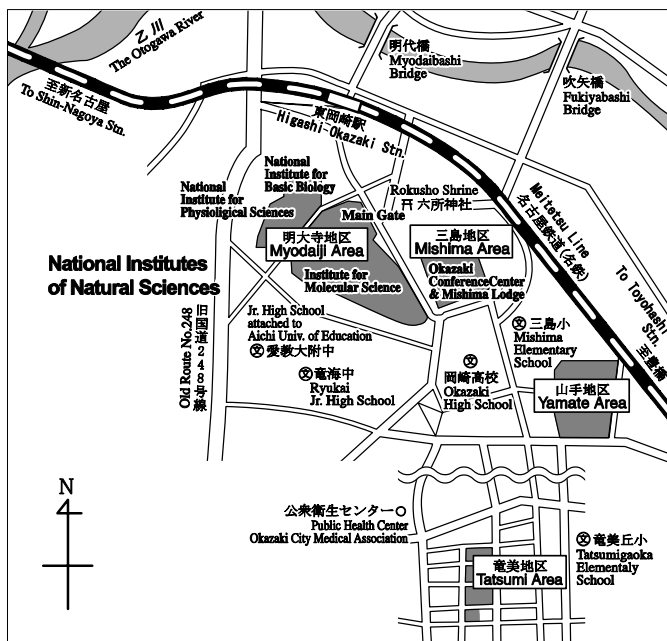 乙川
The Otogawa River
明代橋
Myodaibashi
Bridge
吹矢橋
Fukiyabashi
Bridge
至新名古屋
To Shin-Nagoya Stn.
東岡崎駅
Higashi-Okazaki Stn.
National
Institute for
Basic Biology
National
Institute for
Physioligical Sciences
Rokusho Shrine
六所神社
Main Gate
Meitetsu Line
名古屋鉄道(名鉄)
To Toyohashi
Stn.
至豊橋
明大寺地区
Myodaiji Area
三島地区
Mishima Area
Institute for
Molecular Science
Okazaki
ConferenceCenter
& Mishima Lodge
National Institutes
of Natural Sciences
Old Route No.248
旧国道248号線
Jr. High School
attached to
Aichi Univ. of Education
文 愛教大附中
文 竜海中
Ryukai
Jr. High School
文
岡崎高校
Okazaki
High School
文 三島小
Mishima
Elementary
School
山手地区
Yamate Area
N
公衆衛生センター
Public Health Center
Okazaki City Medical Association
文 竜美丘小
Tatsumigaoka
Elementaly
School
竜美地区
Tatsumi Area